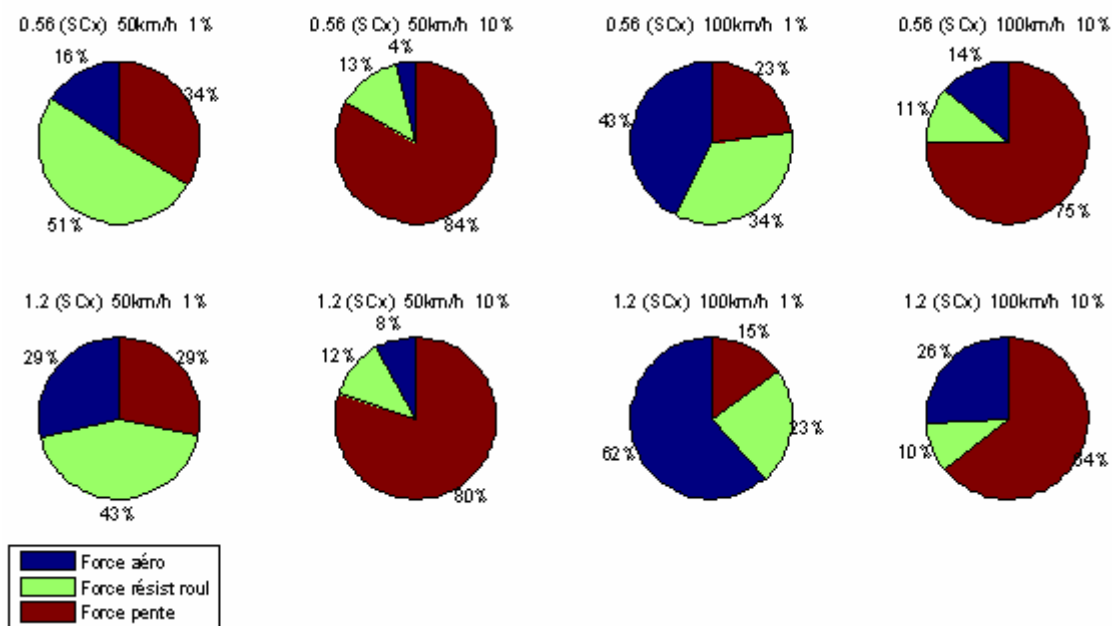 0.56 (SCx) 50km/h 1%
16%
34%
51%
0.56 (SCx) 50km/h 10%
4%
13%
84%
0.56 (SCx) 100km/h 1%
23%
43%
34%
0.56 (SCx) 100km/h 10%
14%
11%
75%
1.2 (SCx) 50km/h 1%
29%
29%
43%
1.2 (SCx) 50km/h 10%
8%
12%
80%
1.2 (SCx) 100km/h 1%
15%
62%
23%
1.2 (SCx) 100km/h 10%
26%
10%
64%
Force aéro
Force résist roul
Force pente